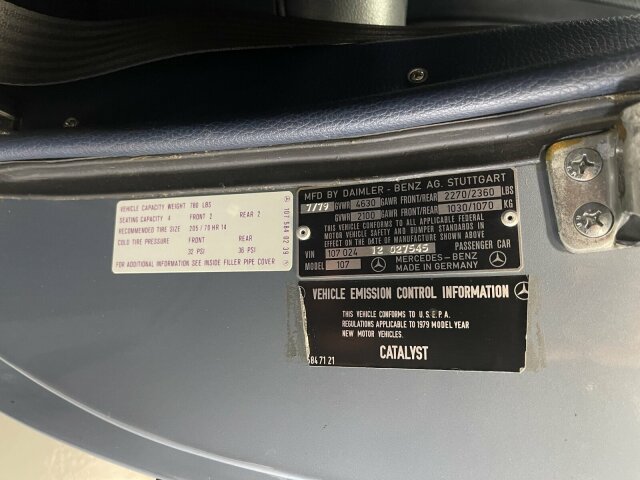 VEHICLE CAPACITY WEIGHT 780 LBS
SEATING CAPACITY 4 FRONT 2 REAR 2
RECOMMENDED TIRE SIZE 205 / 70 HR 14
COLD TIRE PRESSURE FRONT REAR
32 PSI 36 PSI
FOR ADDITIONAL INFORMATION SEE INSIDE FILLER PIPE COVER
107 584 02 39
MFD BY DAIMLER - BENZ AG. STUTTGART
7/79 GVWR 4630 GAWR FRONT/REAR 2270/2360 LBS
GVWR 2100 GAWR FRONT/REAR 1030/1070 KG
THIS VEHICLE CONFORMS TO ALL APPLICABLE FEDERAL
MOTOR VEHICLE SAFETY AND BUMPER STANDARDS IN
EFFECT ON THE DATE OF MANUFACTURE SHOWN ABOVE
VIN 107 024 12 027545 PASSENGER CAR
MODEL 107 MERCEDES-BENZ
MADE IN GERMANY
VEHICLE EMISSION CONTROL INFORMATION
THIS VEHICLE CONFORMS TO U.S.E.P.A.
REGULATIONS APPLICABLE TO 1979 MODEL YEAR
NEW MOTOR VEHICLES.
CATALYST
584 71 21